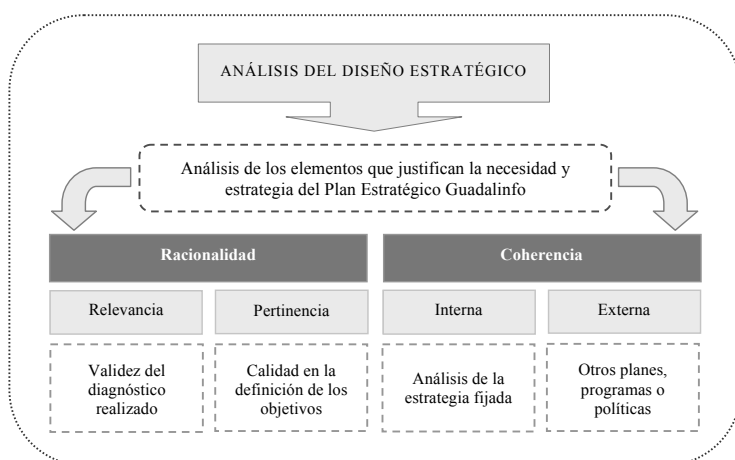 ANÁLISIS DEL DISEÑO ESTRATÉGICO
Análisis de los elementos que justifican la necesidad y
estrategia del Plan Estratégico Guadalinfo
Racionalidad
Coherencia
Relevancia
Pertinencia
Interna
Externa
Validez del
diagnóstico
realizado
Calidad en la
definición de los
objetivos
Análisis de la
estrategia fijada
Otros planes,
programas o
políticas